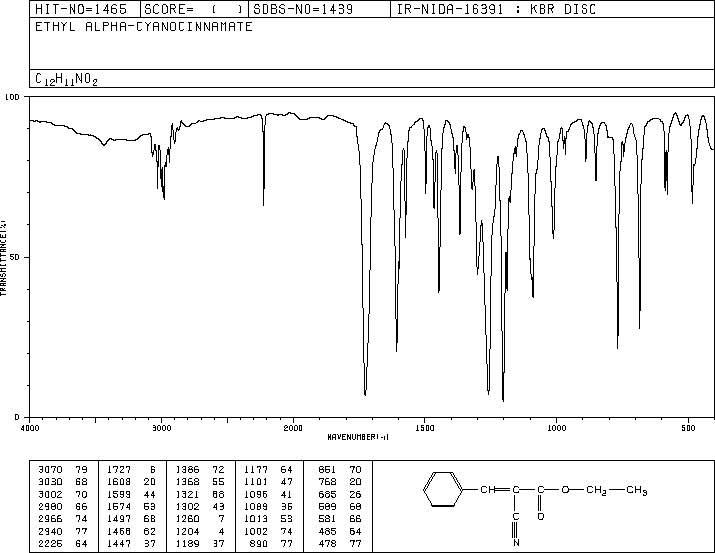 HIT-NO=1465 SCORE= ( ) SDBS-NO=1439 IR-NIDA-16391 : KBR DISC
ETHYL ALPHA-CYANOCINNAMATE
C12H11NO2
100
50
0
TRANSMITTANCE(%)
4000 3000 2000 1500 1000 500
WAVENUMBER(-1)
3070 79 1727 6 1386 72 1177 64 851 70
3030 68 1608 20 1368 55 1101 47 768 20
3002 70 1599 44 1321 68 1096 41 685 26
2980 66 1574 53 1302 43 1089 36 589 68
2966 74 1497 68 1260 7 1013 53 581 66
2940 77 1468 62 1204 4 1002 74 485 64
2225 64 1447 37 1189 37 890 77 478 77
CH C C O CH2 CH3
C O
N